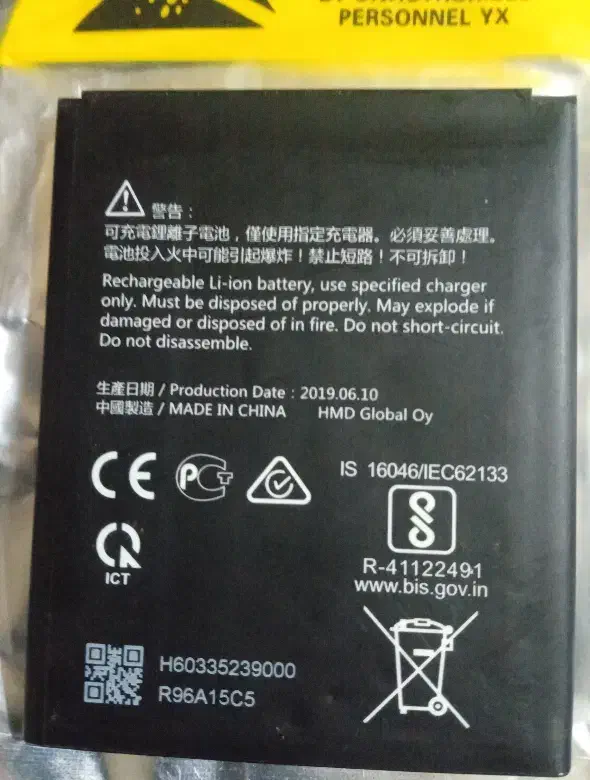 PERSONNEL YX
警告：
可充電鋰離子電池，僅使用指定充電器。必須妥善處理。
電池投入火中可能引起爆炸！禁止短路！不可拆卸！
Rechargeable Li-ion battery, use specified charger
only. Must be disposed of properly. May explode if
damaged or disposed of in fire. Do not short-circuit.
Do not disassemble.
生產日期 / Production Date : 2019.06.10
中國製造 / MADE IN CHINA HMD Global Oy
CE PCT
IS 16046/IEC62133
R-41122491
www.bis.gov.in
ICT
H60335239000
R96A15C5